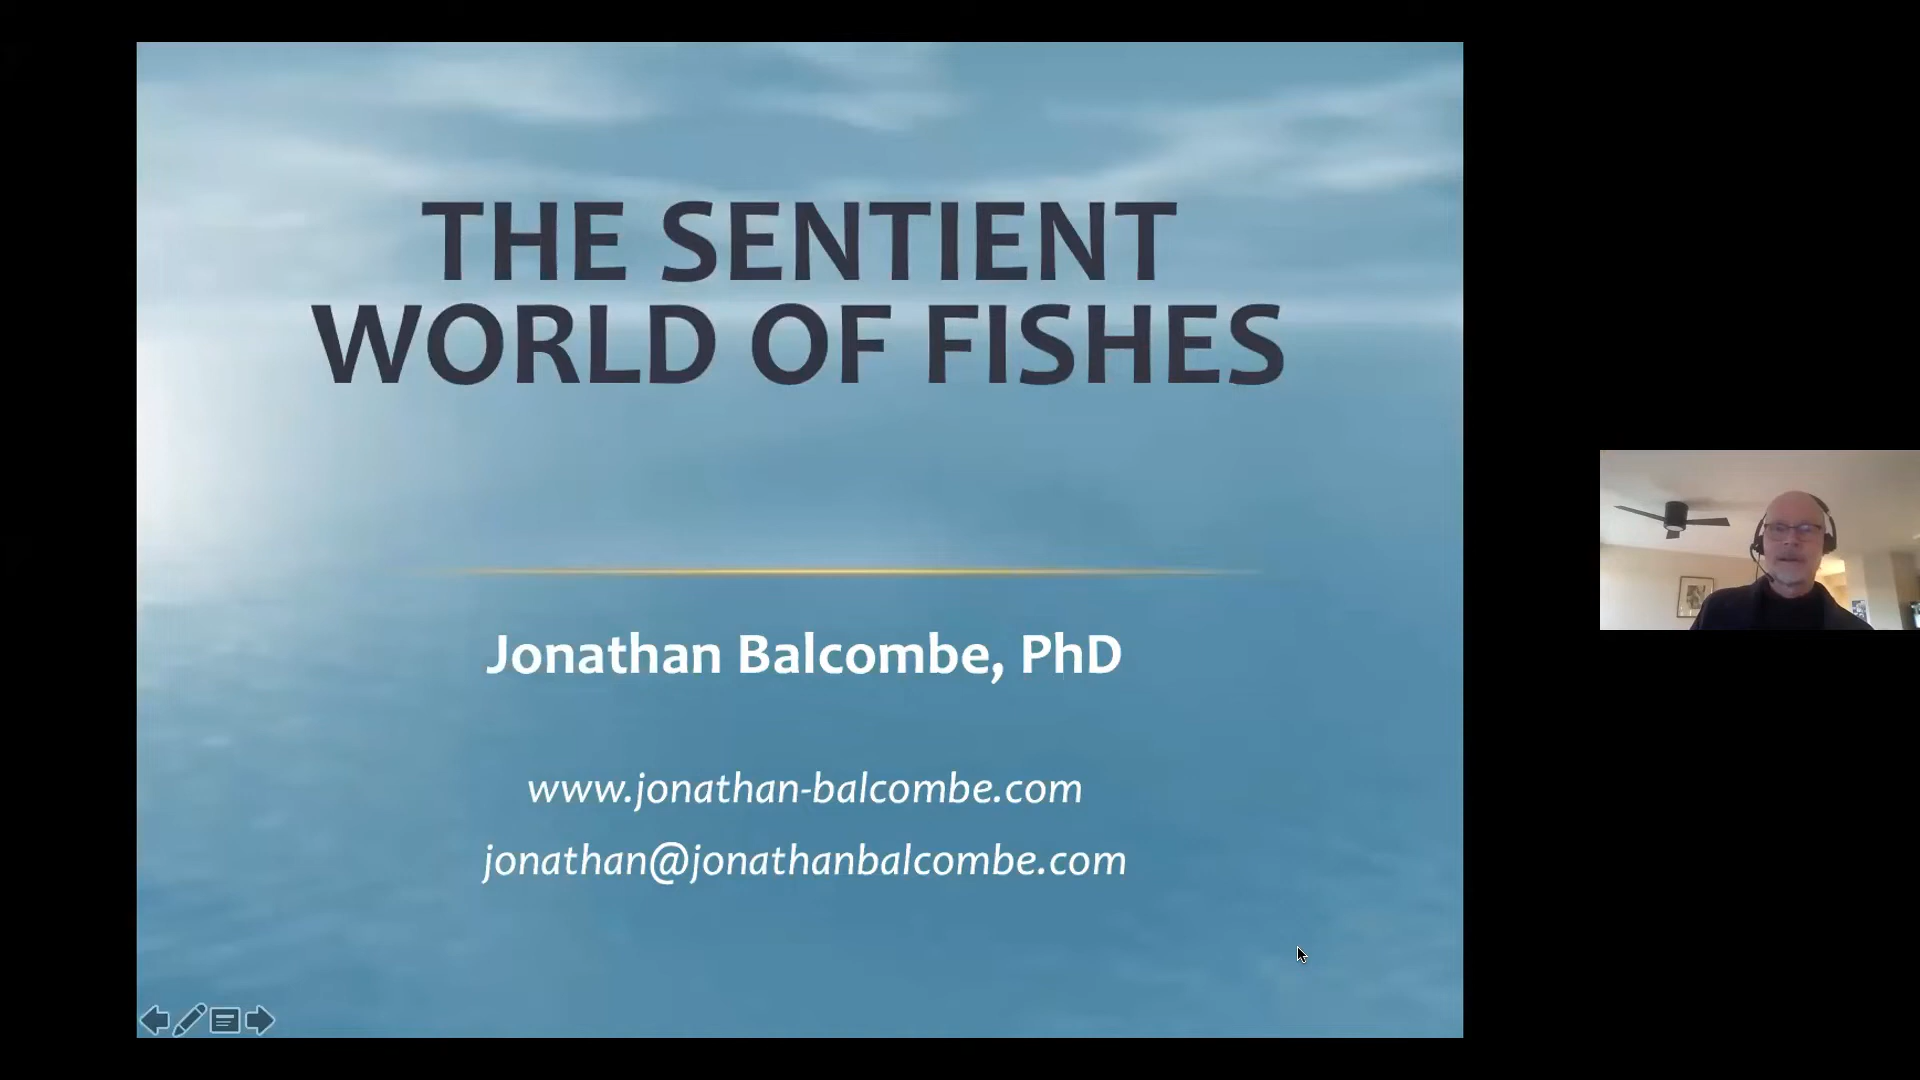 THE SENTIENT
WORLD OF FISHES
Jonathan Balcombe, PhD
www.jonathan-balcombe.com
jonathan@jonathanbalcombe.com